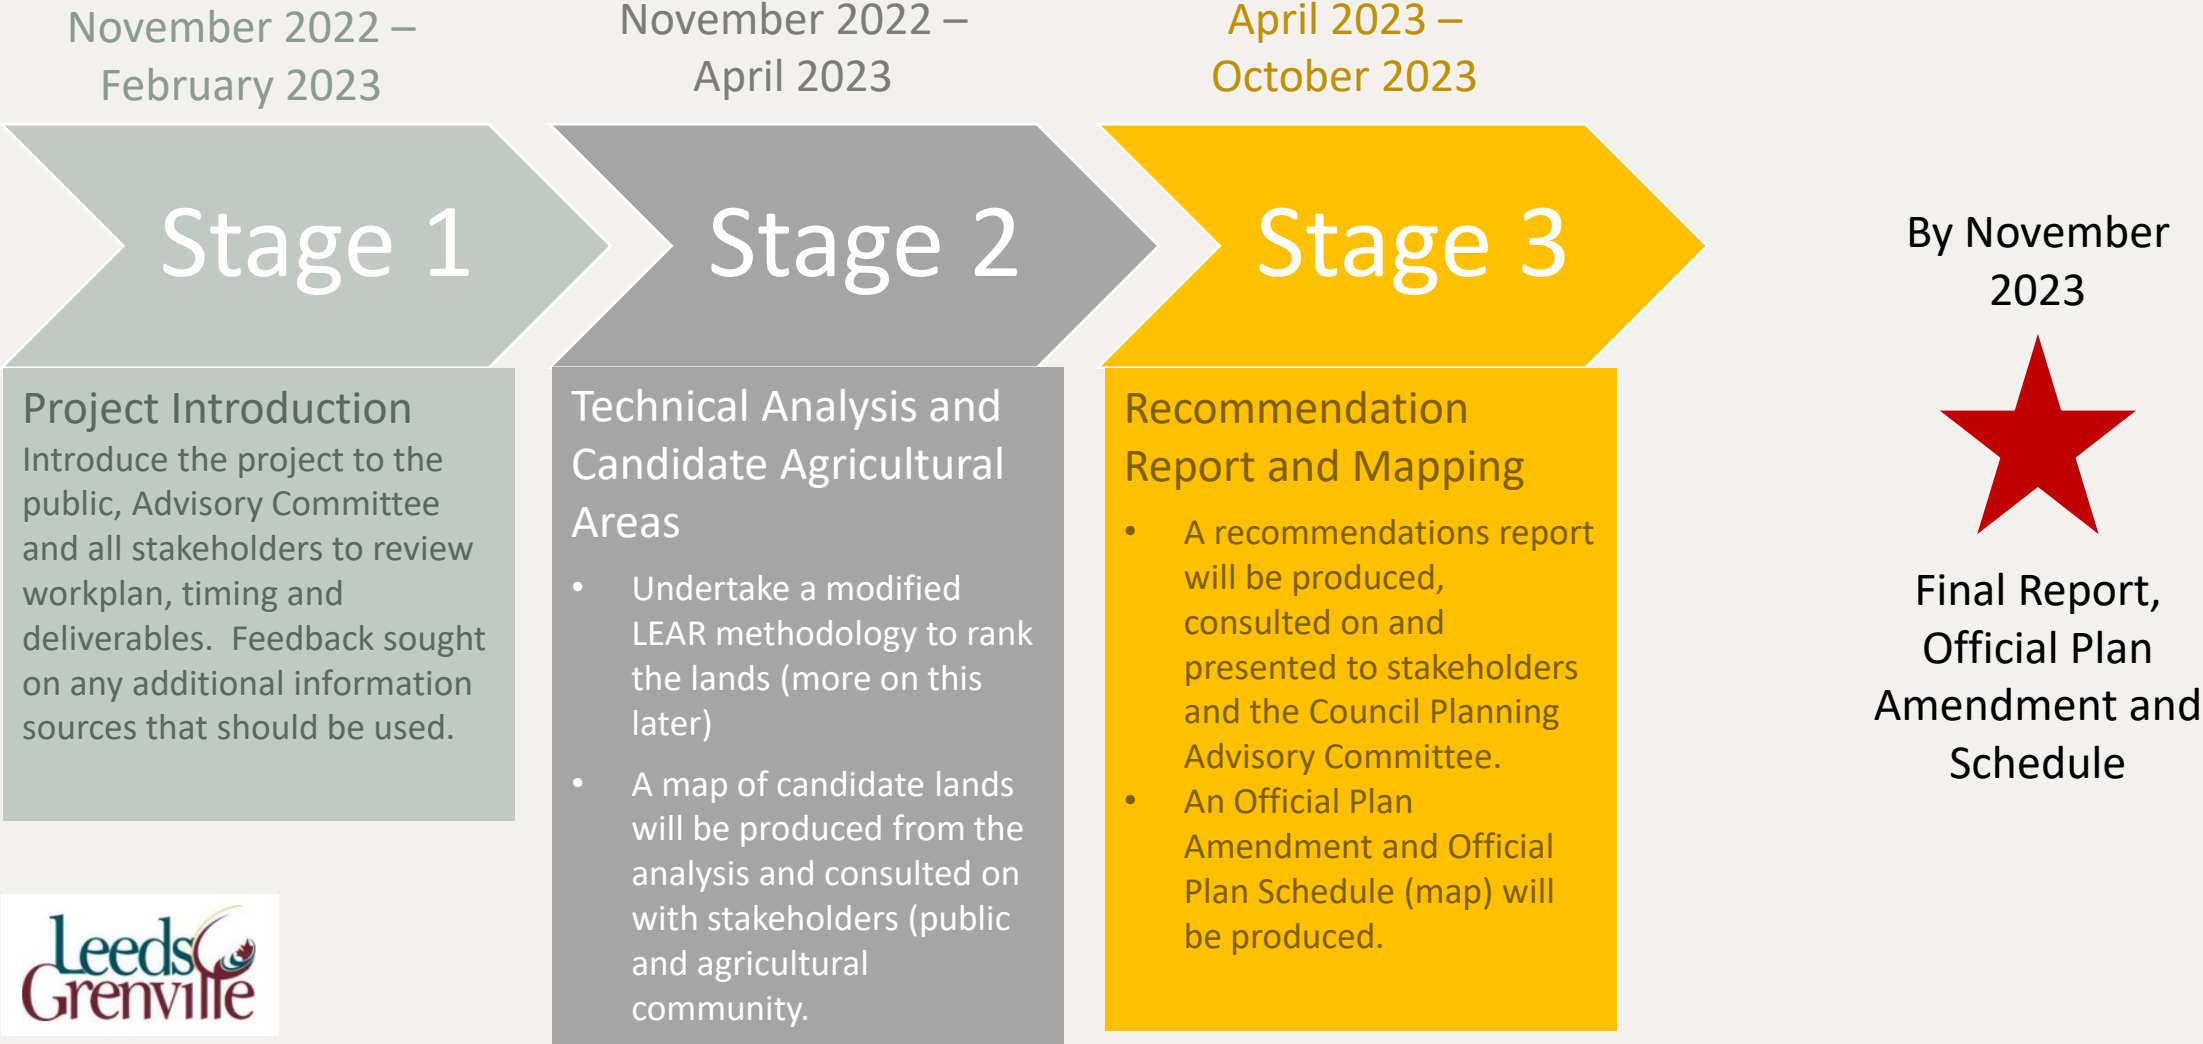 November 2022 –
February 2023
Stage 1
Project Introduction
Introduce the project to the
public, Advisory Committee
and all stakeholders to review
workplan, timing and
deliverables.  Feedback sought
on any additional information
sources that should be used.
November 2022 –
April 2023
Stage 2
Technical Analysis and
Candidate Agricultural
Areas
• Undertake a modified
LEAR methodology to rank
the lands (more on this
later)
• A map of candidate lands
will be produced from the
analysis and consulted on
with stakeholders (public
and agricultural
community.
April 2023 –
October 2023
Stage 3
Recommendation
Report and Mapping
• A recommendations report
will be produced,
consulted on and
presented to stakeholders
and the Council Planning
Advisory Committee.
• An Official Plan
Amendment and Official
Plan Schedule (map) will
be produced.
By November
2023
Final Report,
Official Plan
Amendment and
Schedule
Leeds
Grenville